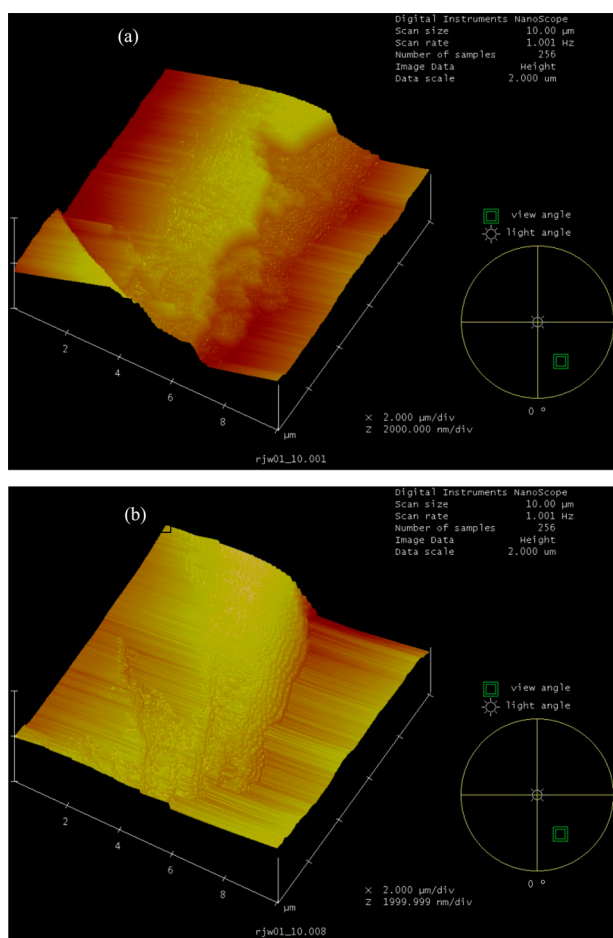 (a)
Digital Instruments NanoScope
Scan size 10.00 µm
Scan rate 1.001 Hz
Number of samples 256
Image Data Height
Data scale 2.000 um
view angle
light angle
0 °
2
4
6
8
µm
X 2.000 µm/div
Z 2000.000 nm/div
rjw01_10.001
(b)
Digital Instruments NanoScope
Scan size 10.00 µm
Scan rate 1.001 Hz
Number of samples 256
Image Data Height
Data scale 2.000 um
view angle
light angle
0 °
2
4
6
8
µm
X 2.000 µm/div
Z 1999.999 nm/div
rjw01_10.008